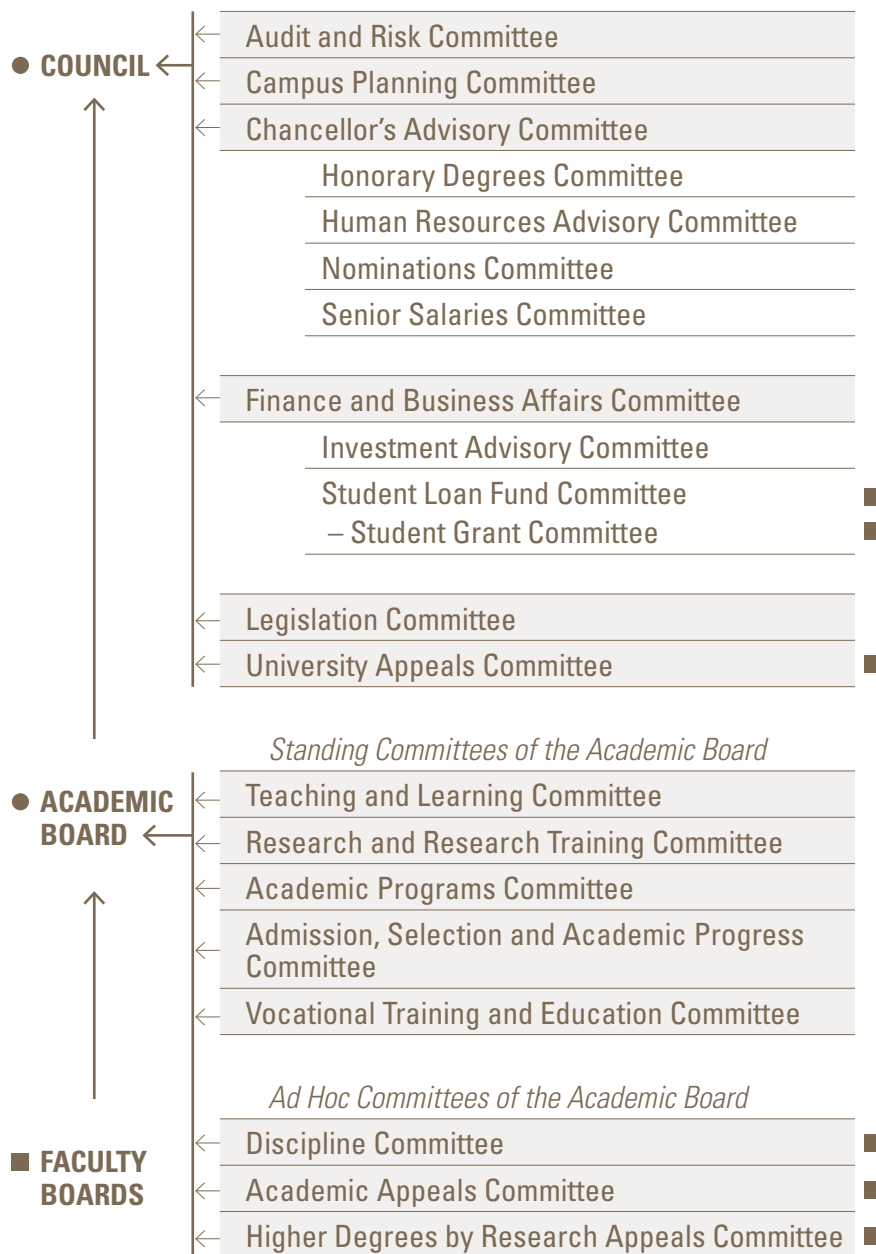 COUNCIL
Audit and Risk Committee
Campus Planning Committee
Chancellor’s Advisory Committee
Honorary Degrees Committee
Human Resources Advisory Committee
Nominations Committee
Senior Salaries Committee
Finance and Business Affairs Committee
Investment Advisory Committee
Student Loan Fund Committee
– Student Grant Committee
Legislation Committee
University Appeals Committee
Standing Committees of the Academic Board
ACADEMIC
BOARD
Teaching and Learning Committee
Research and Research Training Committee
Academic Programs Committee
Admission, Selection and Academic Progress
Committee
Vocational Training and Education Committee
Ad Hoc Committees of the Academic Board
FACULTY
BOARDS
Discipline Committee
Academic Appeals Committee
Higher Degrees by Research Appeals Committee